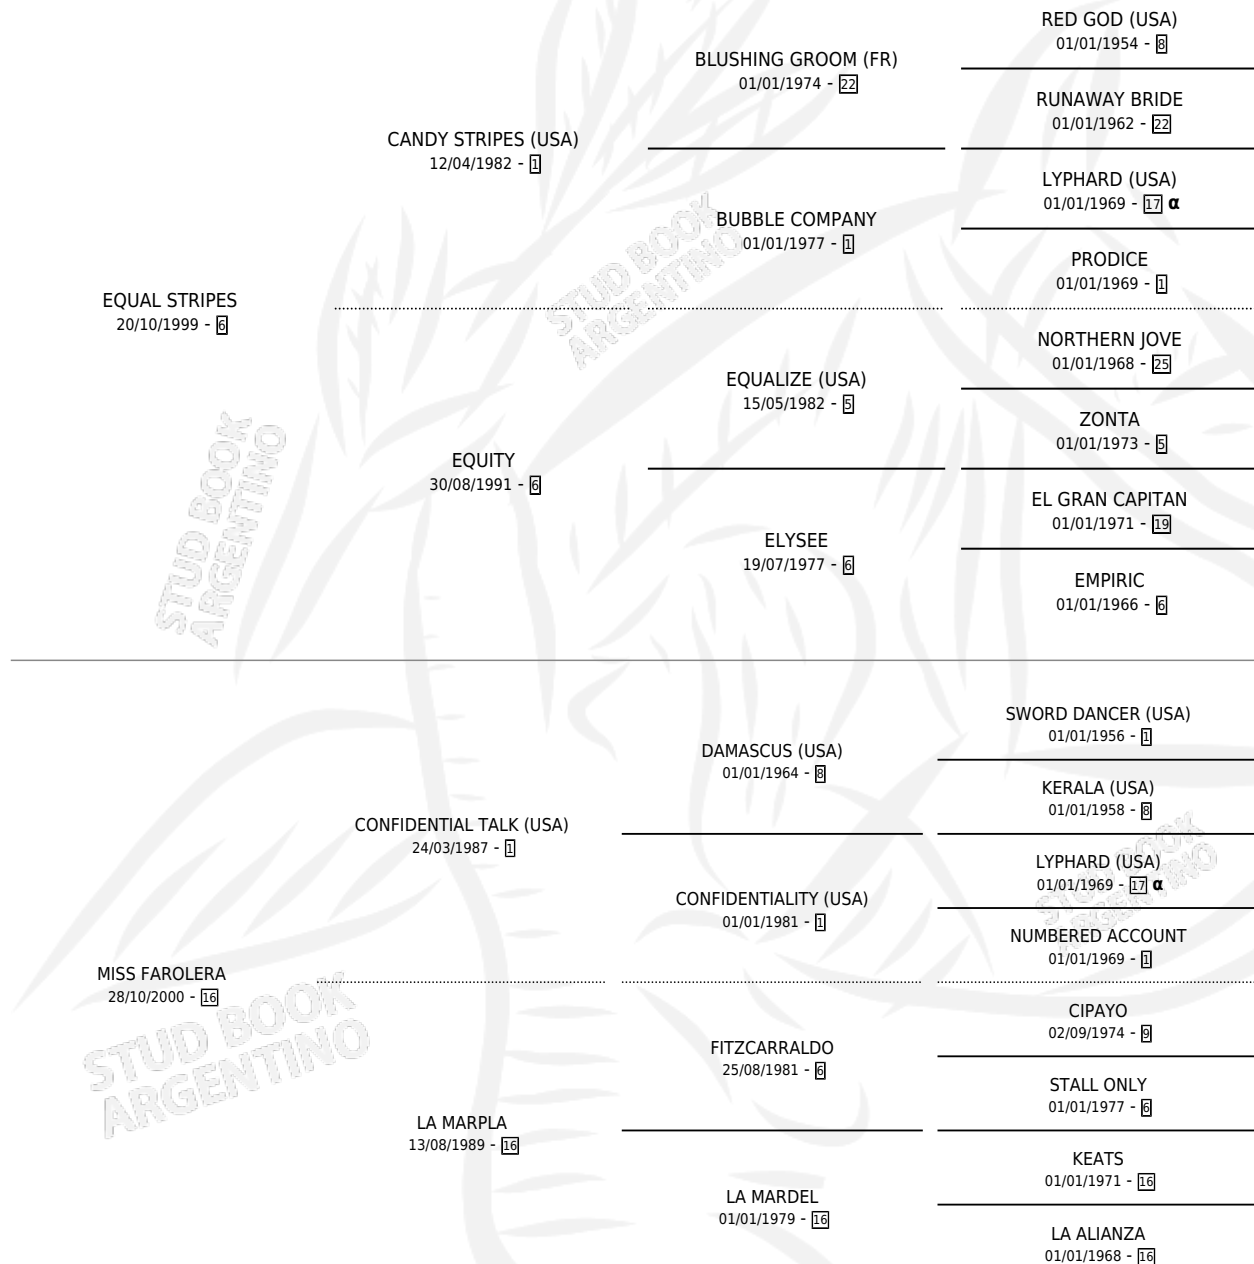 RED GOD (USA)
01/01/1954 - 8
BLUSHING GROOM (FR)
01/01/1974 - 22
RUNAWAY BRIDE
01/01/1962 - 22
CANDY STRIPES (USA)
12/04/1982 - 1
LYPHARD (USA)
01/01/1969 - 17 α
BUBBLE COMPANY
01/01/1977 - 1
PRODICE
01/01/1969 - 1
EQUAL STRIPES
20/10/1999 - 6
NORTHERN JOVE
01/01/1968 - 25
EQUALIZE (USA)
15/05/1982 - 5
ZONTA
01/01/1973 - 5
EQUITY
30/08/1991 - 6
EL GRAN CAPITAN
01/01/1971 - 19
ELYSEE
19/07/1977 - 6
EMPIRIC
01/01/1966 - 6
STUD BOOK
ARGENTINO
STUD BOOK
ARGENTINO
SWORD DANCER (USA)
01/01/1956 - 1
DAMASCUS (USA)
01/01/1964 - 8
KERALA (USA)
01/01/1958 - 8
CONFIDENTIAL TALK (USA)
24/03/1987 - 1
LYPHARD (USA)
01/01/1969 - 17 α
CONFIDENTIALITY (USA)
01/01/1981 - 1
NUMBERED ACCOUNT
01/01/1969 - 1
MISS FAROLERA
28/10/2000 - 16
CIPAYO
02/09/1974 - 9
FITZCARRALDO
25/08/1981 - 6
STALL ONLY
01/01/1977 - 6
LA MARPLA
13/08/1989 - 16
KEATS
01/01/1971 - 16
LA MARDEL
01/01/1979 - 16
LA ALIANZA
01/01/1968 - 16
STUD BOOK
ARGENTINO
STUD BOOK
ARGENTINO